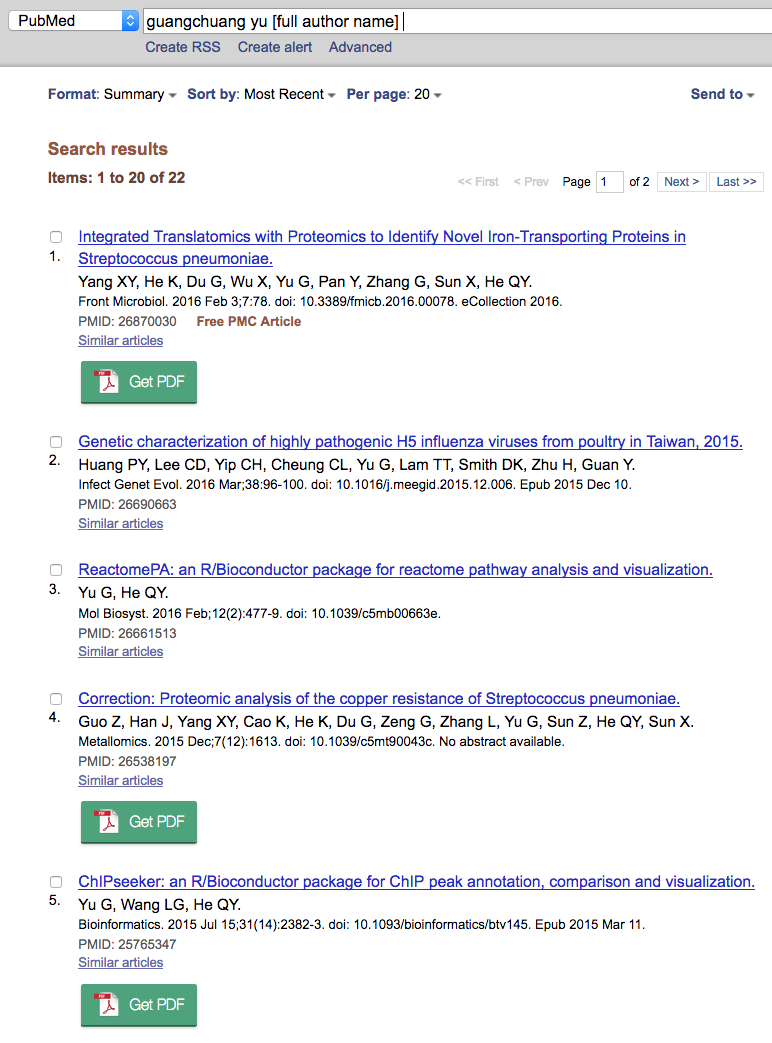 PubMed guangchuang yu [full author name]
Create RSS Create alert Advanced
Format: Summary Sort by: Most Recent Per page: 20 Send to
Search results
Items: 1 to 20 of 22
<< First < Prev Page 1 of 2 Next > Last >>
Integrated Translatomics with Proteomics to Identify Novel Iron-Transporting Proteins in
1. Streptococcus pneumoniae.
Yang XY, He K, Du G, Wu X, Yu G, Pan Y, Zhang G, Sun X, He QY.
Front Microbiol. 2016 Feb 3;7:78. doi: 10.3389/fmicb.2016.00078. eCollection 2016.
PMID: 26870030 Free PMC Article
Similar articles
PDF Get PDF
Genetic characterization of highly pathogenic H5 influenza viruses from poultry in Taiwan, 2015.
2. Huang PY, Lee CD, Yip CH, Cheung CL, Yu G, Lam TT, Smith DK, Zhu H, Guan Y.
Infect Genet Evol. 2016 Mar;38:96-100. doi: 10.1016/j.meegid.2015.12.006. Epub 2015 Dec 10.
PMID: 26690663
Similar articles
ReactomePA: an R/Bioconductor package for reactome pathway analysis and visualization.
3. Yu G, He QY.
Mol Biosyst. 2016 Feb;12(2):477-9. doi: 10.1039/c5mb00663e.
PMID: 26661513
Similar articles
Correction: Proteomic analysis of the copper resistance of Streptococcus pneumoniae.
4. Guo Z, Han J, Yang XY, Cao K, He K, Du G, Zeng G, Zhang L, Yu G, Sun Z, He QY, Sun X.
Metallomics. 2015 Dec;7(12):1613. doi: 10.1039/c5mt90043c. No abstract available.
PMID: 26538197
Similar articles
PDF Get PDF
ChIPseeker: an R/Bioconductor package for ChIP peak annotation, comparison and visualization.
5. Yu G, Wang LG, He QY.
Bioinformatics. 2015 Jul 15;31(14):2382-3. doi: 10.1093/bioinformatics/btv145. Epub 2015 Mar 11.
PMID: 25765347
Similar articles
PDF Get PDF